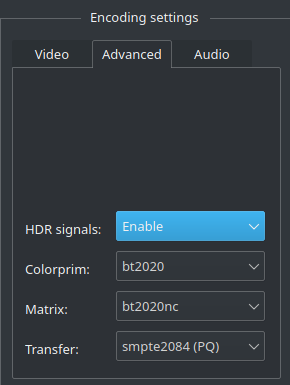 Encoding settings
Video Advanced Audio
HDR signals: Enable
Colorprim: bt2020
Matrix: bt2020nc
Transfer: smpte2084 (PQ)